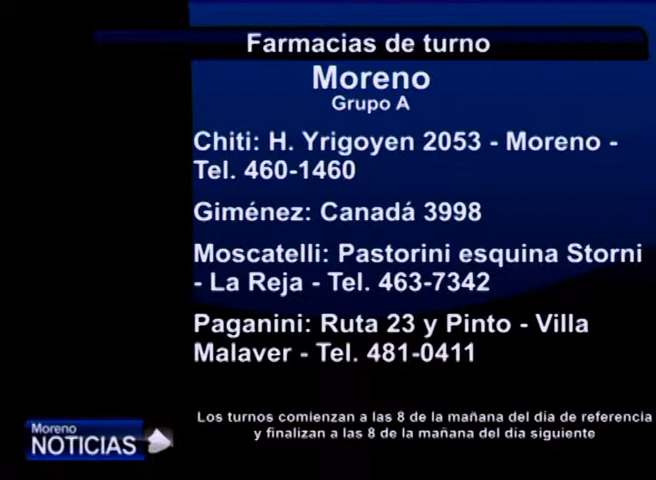 Farmacias de turno
Moreno
Grupo A
Chiti: H. Yrigoyen 2053 - Moreno -
Tel. 460-1460
Giménez: Canadá 3998
Moscatelli: Pastorini esquina Storni
- La Reja - Tel. 463-7342
Paganini: Ruta 23 y Pinto - Villa
Malaver - Tel. 481-0411
Los turnos comienzan a las 8 de la mañana del dia de referencia
y finalizan a las 8 de la mañana del dia siguiente
Moreno
NOTICIAS